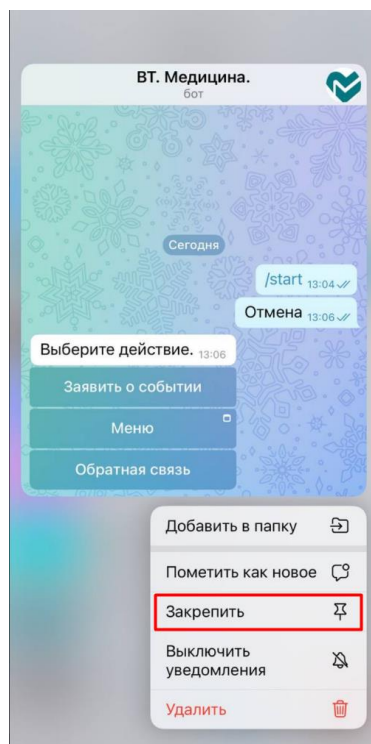 ВТ. Медицина.
бот
Сегодня
/start 13:04
Отмена 13:06
Выберите действие. 13:06
Заявить о событии
Меню
Обратная связь
Добавить в папку
Пометить как новое
Закрепить
Выключить
уведомления
Удалить